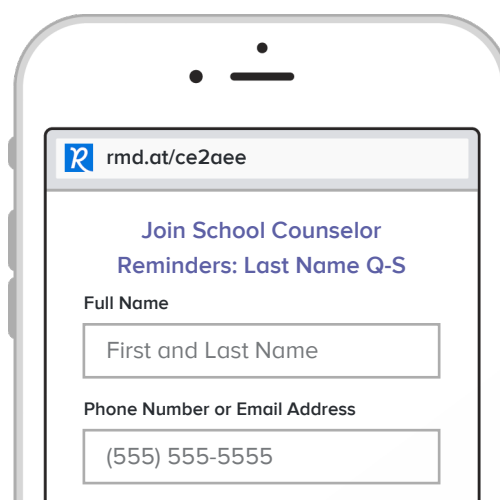 rmd.at/ce2aee
Join School Counselor
Reminders: Last Name Q-S
Full Name
First and Last Name
Phone Number or Email Address
(555) 555-5555